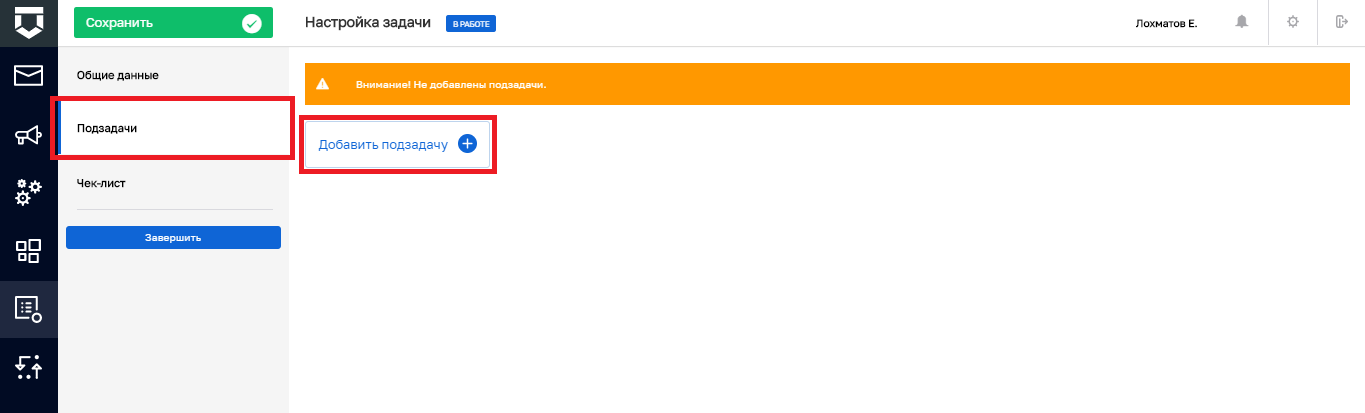 Сохранить
Настройка задачи
В РАБОТЕ
Лохматов Е.
Общие данные
Внимание! Не добавлены подзадачи.
Подзадачи
Добавить подзадачу
Чек-лист
Завершить